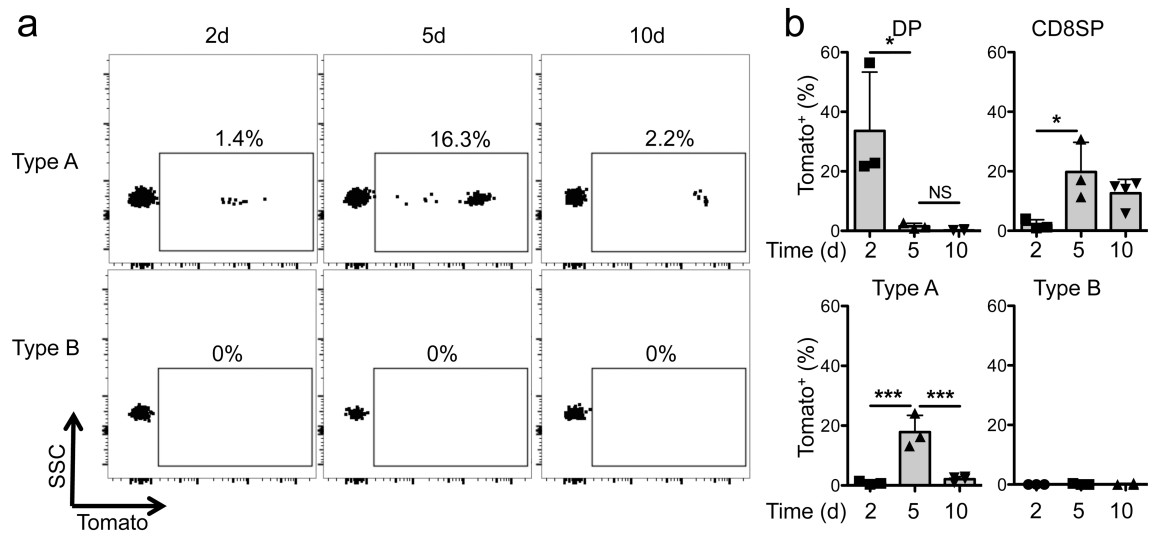 a
2d 5d 10d
Type A
1.4% 16.3% 2.2%
Type B
0% 0% 0%
SSC
Tomato
b
DP CD8SP
Tomato⁺ (%)
60 40 20 0
*
NS
60 40 20 0
*
Time (d) 2 5 10 2 5 10
Type A Type B
Tomato⁺ (%)
60 40 20 0
*** ***
60 40 20 0
Time (d) 2 5 10 2 5 10